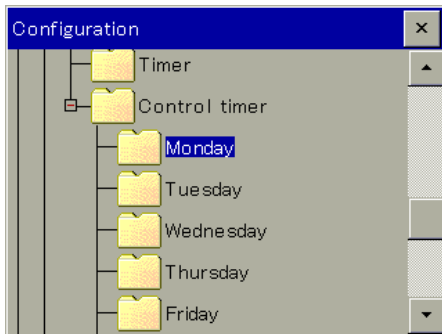 Configuration
Timer
Control timer
Monday
Tuesday
Wednesday
Thursday
Friday